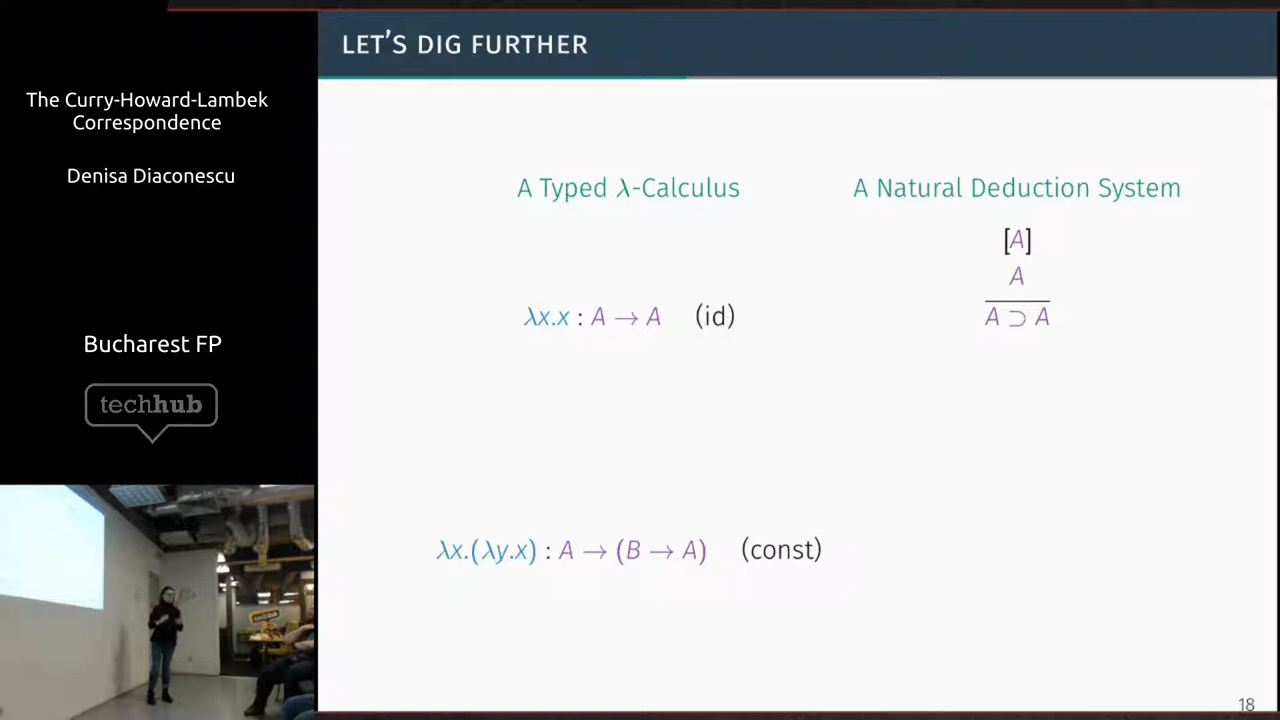 LET'S DIG FURTHER
The Curry-Howard-Lambek
Correspondence
Denisa Diaconescu
Bucharest FP
techhub
A Typed λ-Calculus
A Natural Deduction System
[A]
A
λx.x : A → A (id)
A ⊃ A
λx.(λy.x) : A → (B → A) (const)
18